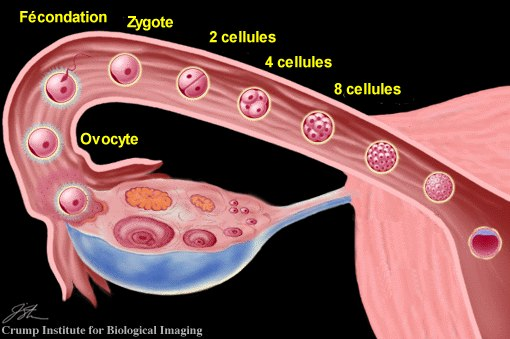 Fécondation
Zygote
2 cellules
4 cellules
8 cellules
Ovocyte
Crump Institute for Biological Imaging